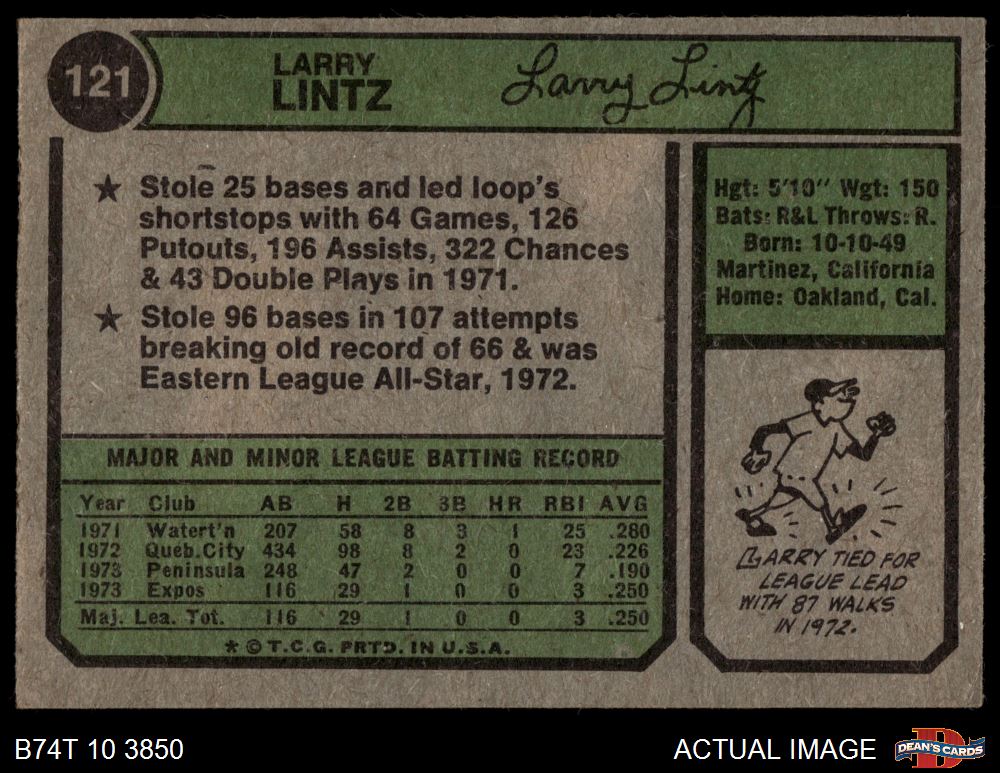 121
LARRY
LINTZ
Larry Lintz
★ Stole 25 bases and led loop's
shortstops with 64 Games, 126
Putouts, 196 Assists, 322 Chances
& 43 Double Plays in 1971.
★ Stole 96 bases in 107 attempts
breaking old record of 66 & was
Eastern League All-Star, 1972.
Hgt: 5'10" Wgt: 150
Bats: R&L Throws: R.
Born: 10-10-49
Martinez, California
Home: Oakland, Cal.
MAJOR AND MINOR LEAGUE BATTING RECORD
Year Club AB H 2B 3B HR RBI AVG
1971 Watert'n 207 58 8 3 1 25 .280
1972 Queb.City 434 98 8 2 0 23 .226
1973 Peninsula 248 47 2 0 0 7 .190
1973 Expos 116 29 1 0 0 3 .250
Maj. Lea. Tot. 116 29 1 0 0 3 .250
* © T.C.G. PRTD. IN U.S.A.
LARRY TIED FOR
LEAGUE LEAD
WITH 87 WALKS
IN 1972.
B74T 10 3850
ACTUAL IMAGE
D
DEAN'S CARDS